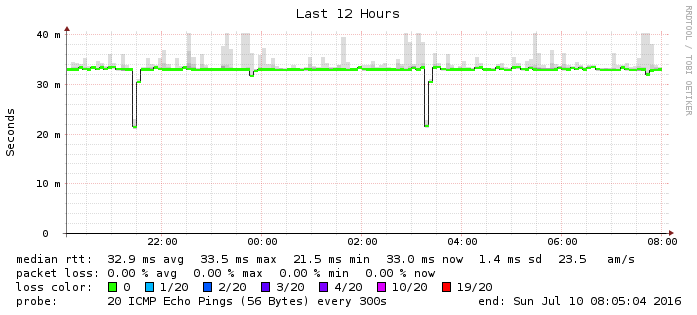 Last 12 Hours
RRDTOOL / TOBI OETIKER
Seconds
40 m
30 m
20 m
10 m
0
22:00 00:00 02:00 04:00 06:00 08:00
median rtt: 32.9 ms avg 33.5 ms max 21.5 ms min 33.0 ms now 1.4 ms sd 23.5 am/s
packet loss: 0.00 % avg 0.00 % max 0.00 % min 0.00 % now
loss color: 0 1/20 2/20 3/20 4/20 10/20 19/20
probe: 20 ICMP Echo Pings (56 Bytes) every 300s end: Sun Jul 10 08:05:04 2016